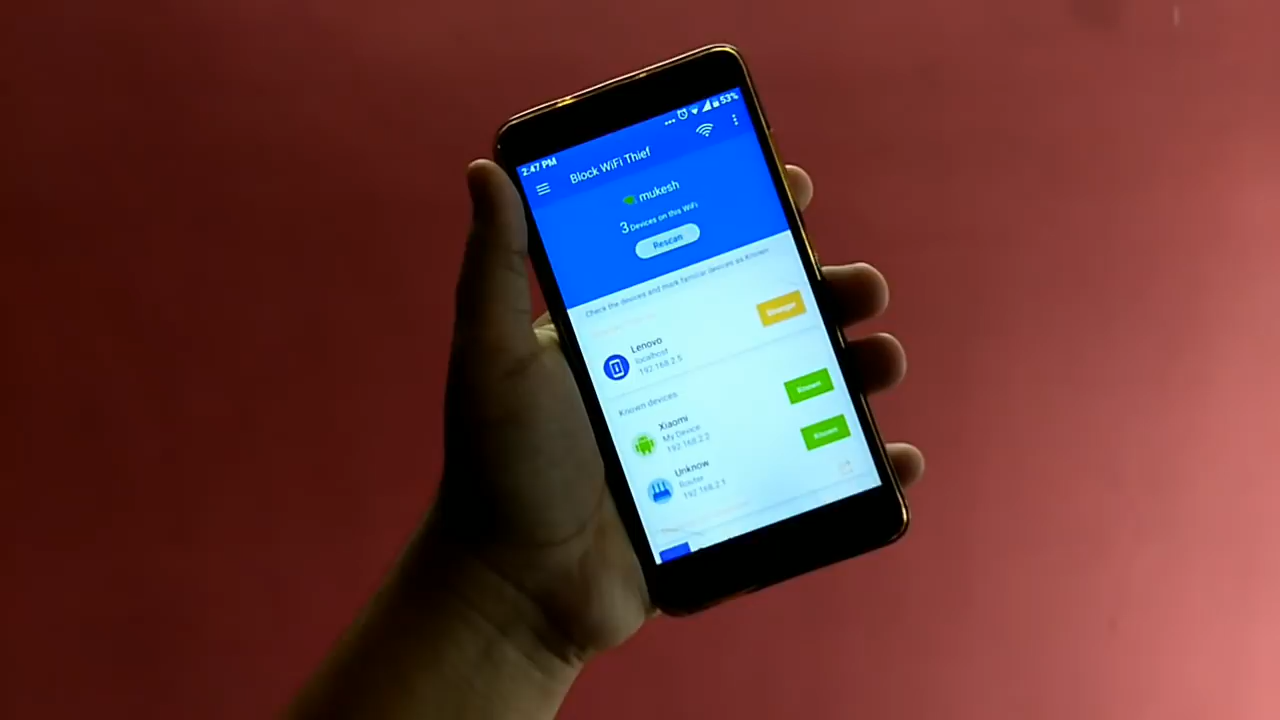 2:47 PM
53%
Block WiFi Thief
mukesh
3 Devices on this WiFi
Rescan
Check the devices and mark familiar devices as Known
Stranger
Lenovo
localhost
192.168.2.5
Known devices
Known
Xiaomi
My Device
192.168.2.2
Known
Unknow
Router
192.168.2.1